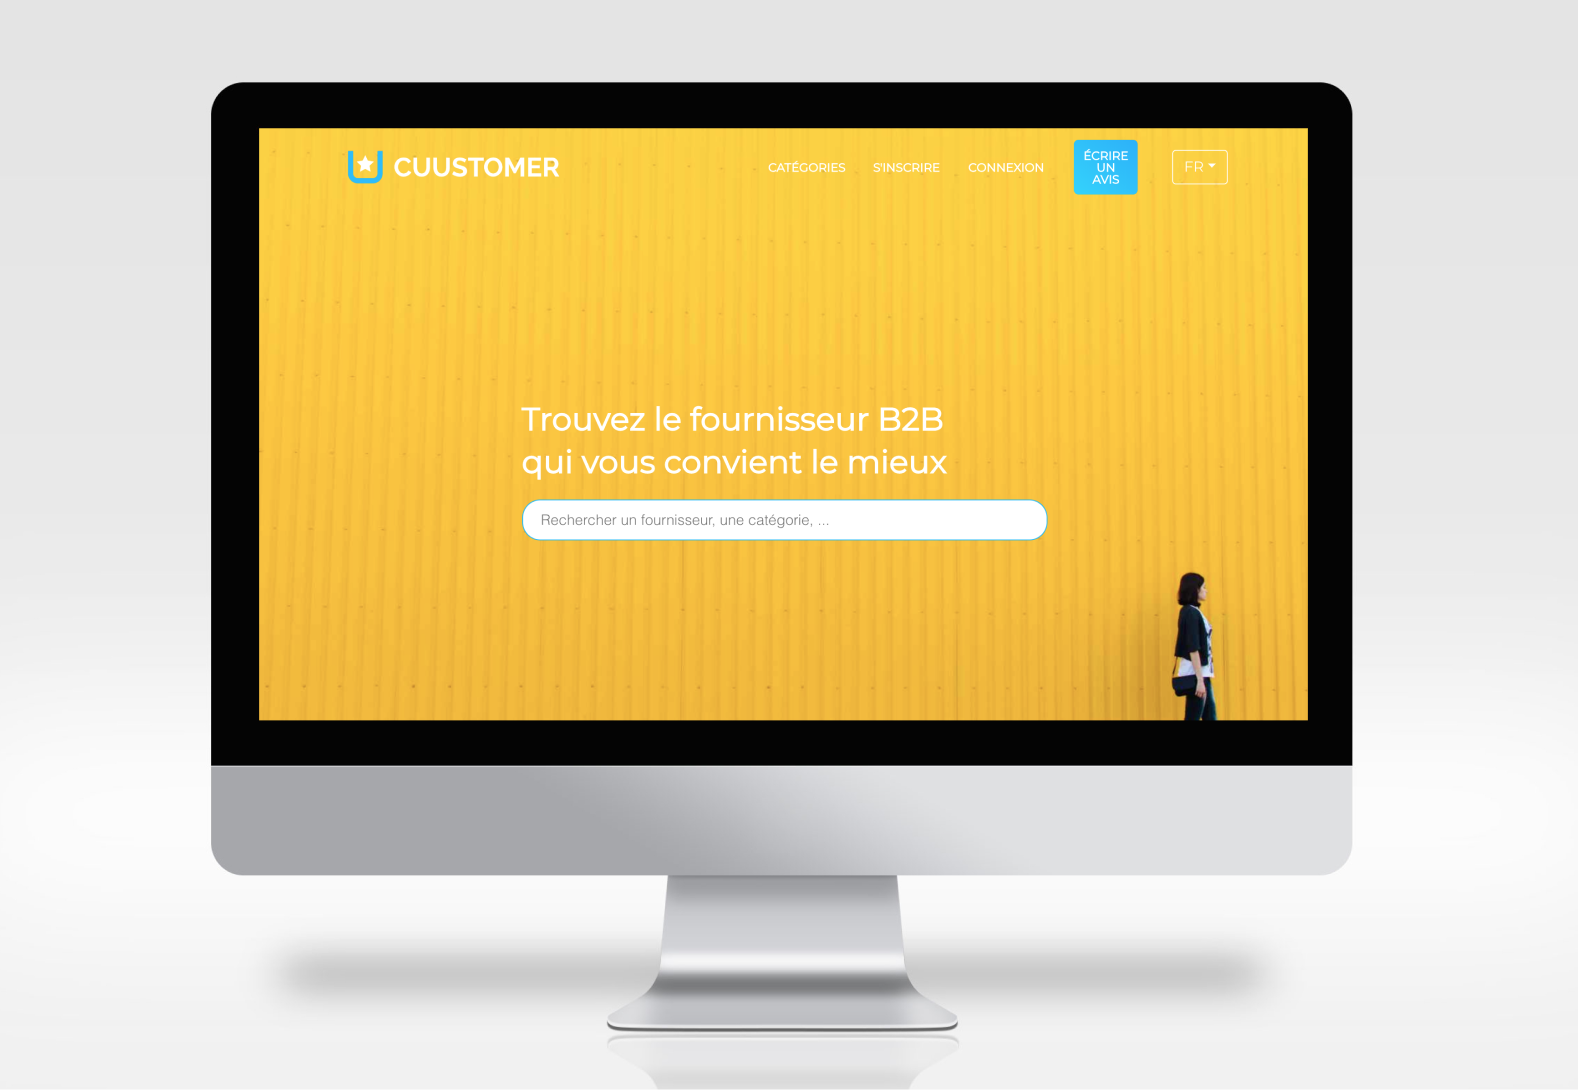 CUUSTOMER
CATÉGORIES
S'INSCRIRE
CONNEXION
ÉCRIRE
UN
AVIS
FR
Trouvez le fournisseur B2B
qui vous convient le mieux
Rechercher un fournisseur, une catégorie, ...